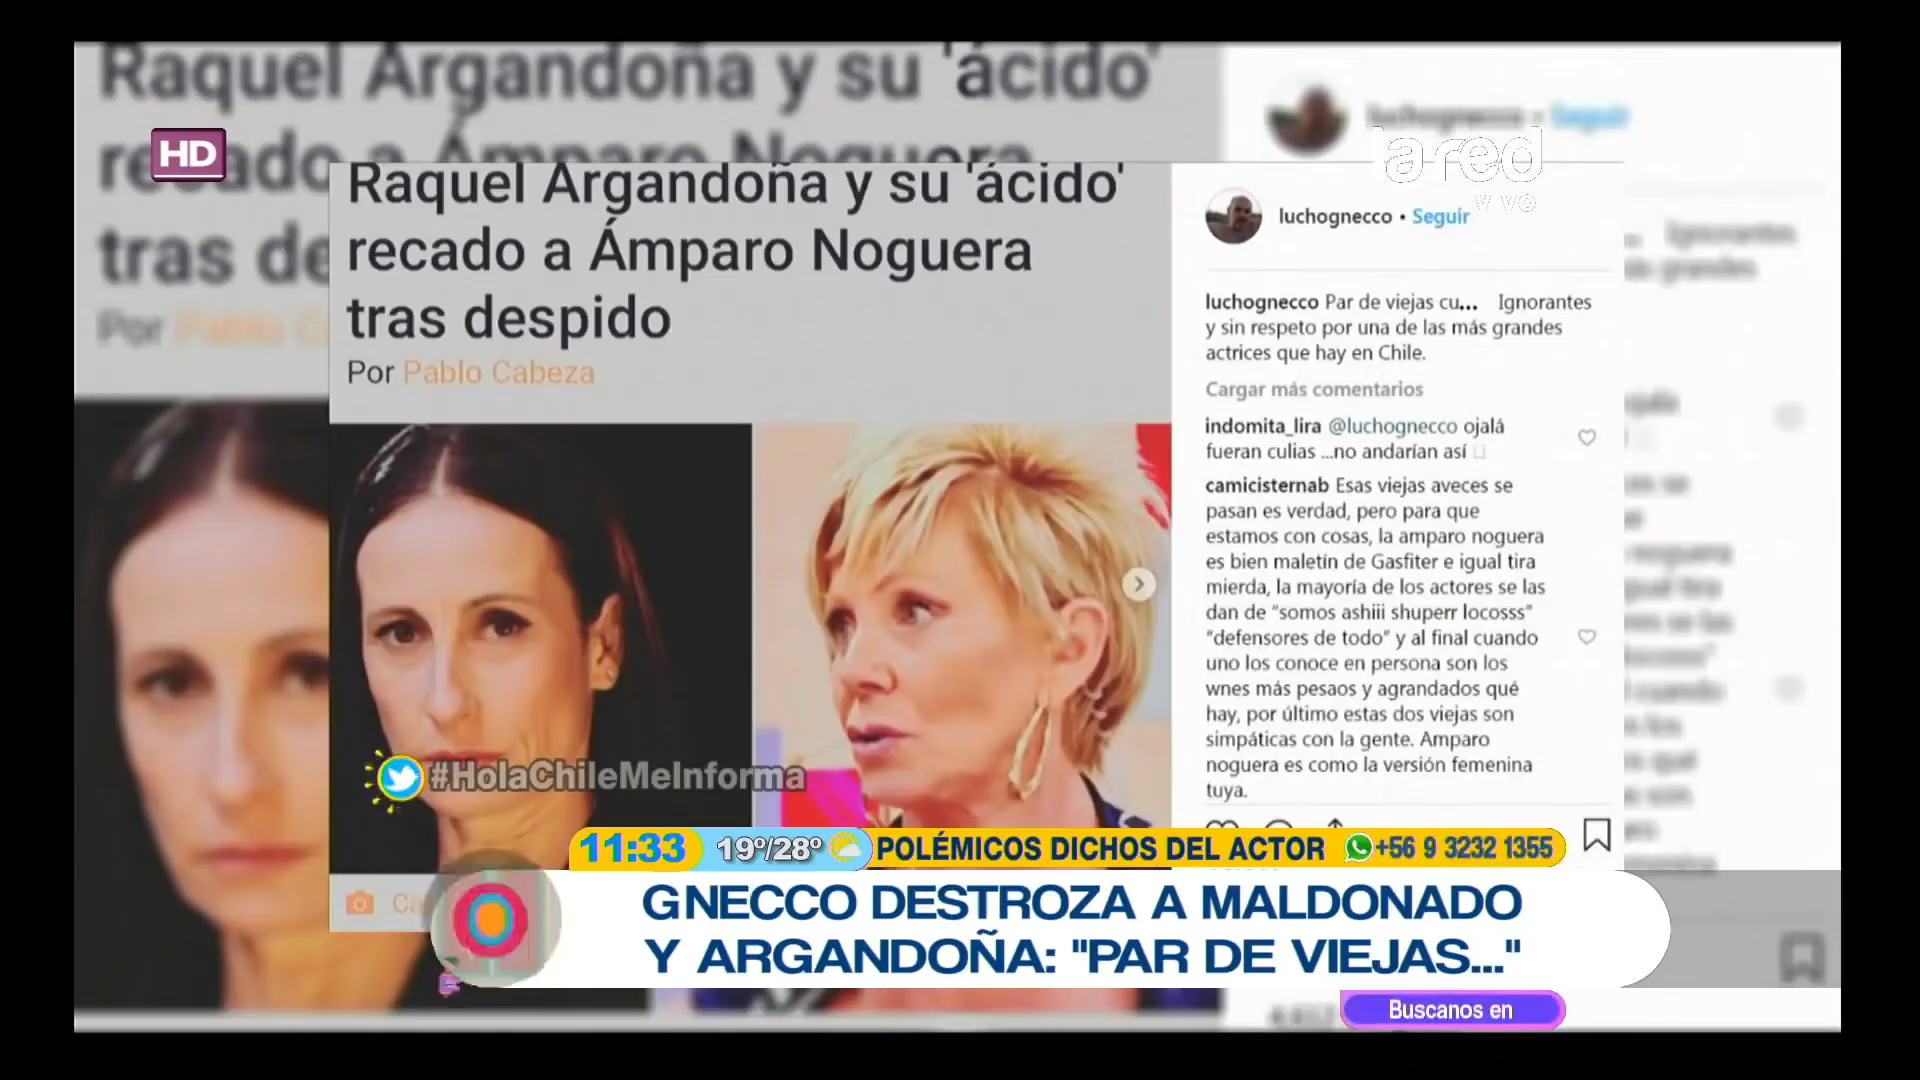 Raquel Argandoña y su 'ácido'
HD
la red
vivo
Raquel Argandoña y su 'ácido'
recado a Ámparo Noguera
tras despido
Por Pablo Cabeza
luchognecco • Seguir
luchognecco Par de viejas cu... Ignorantes
y sin respeto por una de las más grandes
actrices que hay en Chile.
Cargar más comentarios
indomita_lira @luchognecco ojalá
fueran culias ...no andarían así
camicisternab Esas viejas aveces se
pasan es verdad, pero para que
estamos con cosas, la amparo noguera
es bien maletín de Gasfiter e igual tira
mierda, la mayoría de los actores se las
dan de "somos ashiii shuperr locosss"
"defensores de todo" y al final cuando
uno los conoce en persona son los
wnes más pesaos y agrandados qué
hay, por último estas dos viejas son
simpáticas con la gente. Amparo
noguera es como la versión femenina
tuya.
#HolaChileMeInforma
11:33 19º/28º POLÉMICOS DICHOS DEL ACTOR +56 9 3232 1355
GNECCO DESTROZA A MALDONADO
Y ARGANDOÑA: "PAR DE VIEJAS..."
Buscanos en